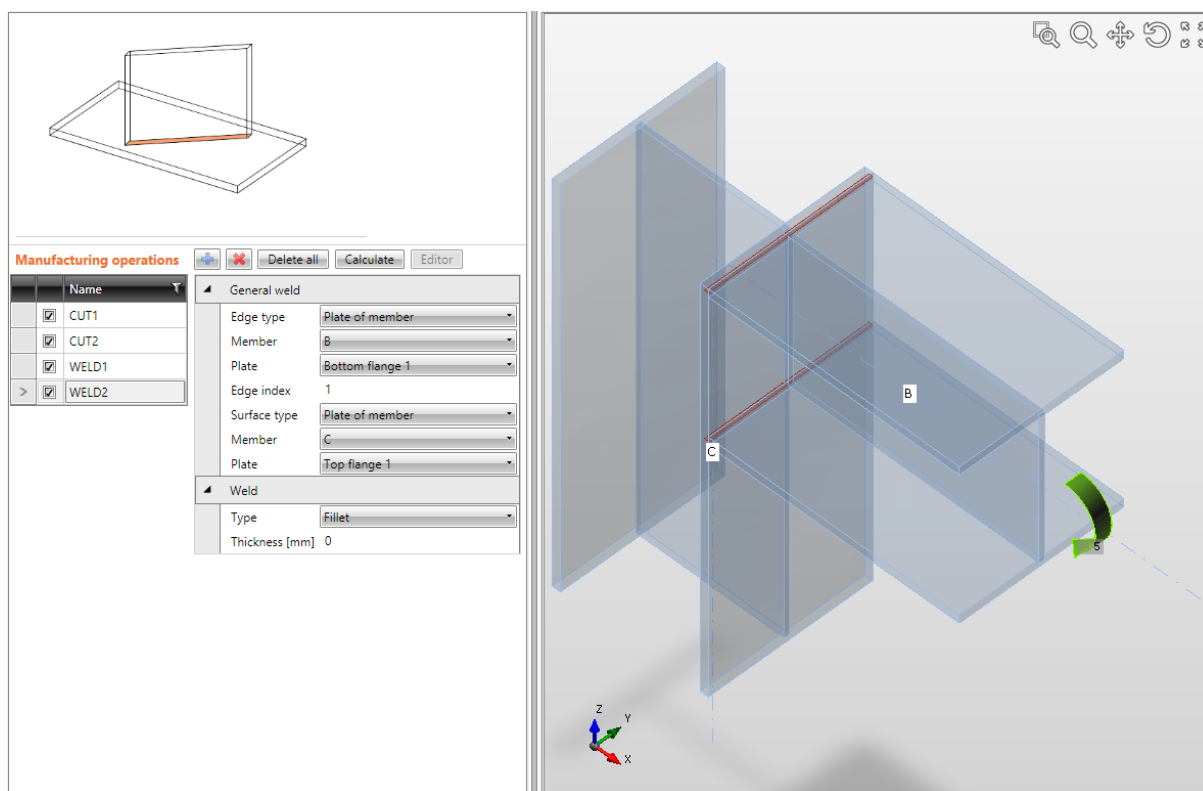 Manufacturing operations
Delete all Calculate Editor
Name
CUT1
CUT2
WELD1
> WELD2
General weld
Edge type Plate of member
Member B
Plate Bottom flange 1
Edge index 1
Surface type Plate of member
Member C
Plate Top flange 1
Weld
Type Fillet
Thickness [mm] 0
B
C
5
Z
Y
X